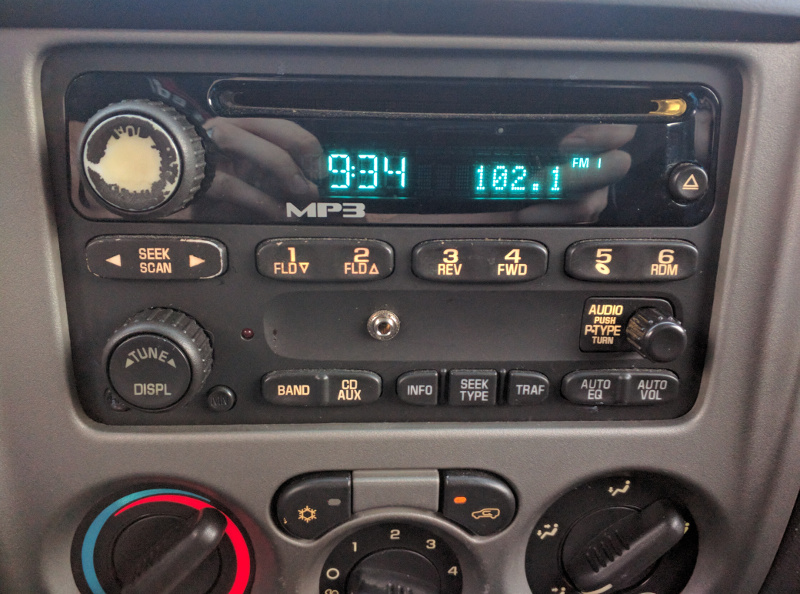 VOL
9:34
102.1
FM 1
MP3
SEEK
SCAN
1
FLD
2
FLD
3
REV
4
FWD
5
6
RDM
AUDIO
PUSH
P-TYPE
TURN
TUNE
DISPL
BAND
CD
AUX
INFO
SEEK
TYPE
TRAF
AUTO
EQ
AUTO
VOL
0
1
2
3
4